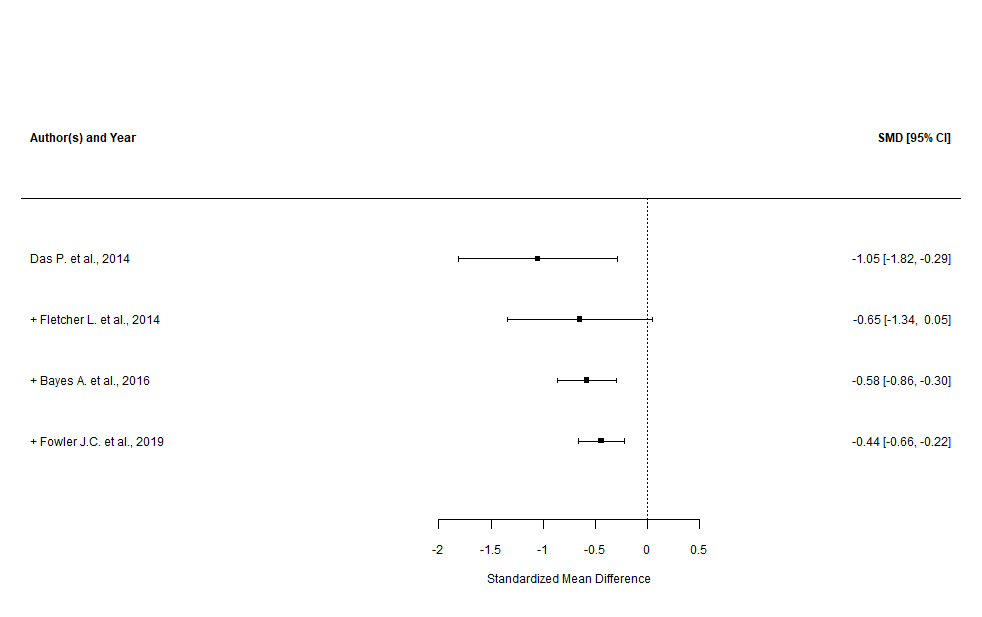 Author(s) and Year SMD [95% CI]
Das P. et al., 2014 -1.05 [-1.82, -0.29]
+ Fletcher L. et al., 2014 -0.65 [-1.34, 0.05]
+ Bayes A. et al., 2016 -0.58 [-0.86, -0.30]
+ Fowler J.C. et al., 2019 -0.44 [-0.66, -0.22]
-2 -1.5 -1 -0.5 0 0.5
Standardized Mean Difference